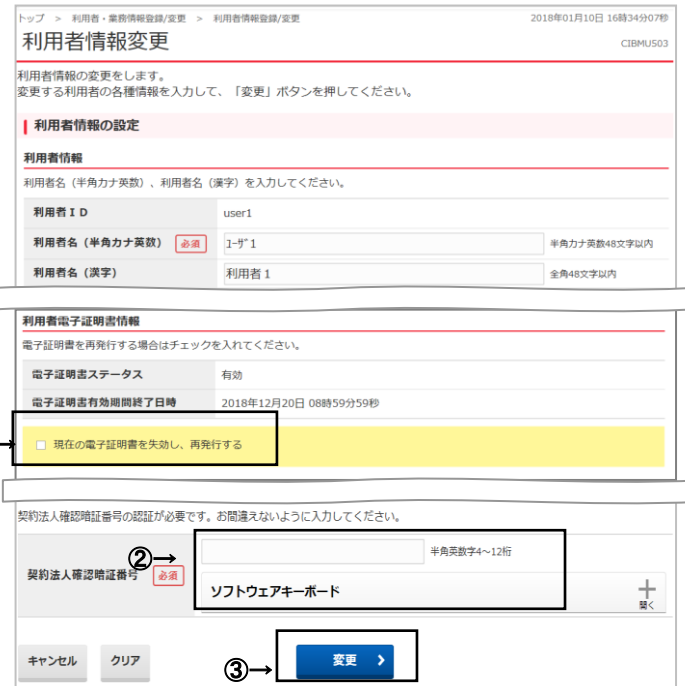 トップ > 利用者・業務情報登録/変更 > 利用者情報登録/変更 2018年01月10日 16時34分07秒
利用者情報変更 CIBMU503
利用者情報の変更をします。
変更する利用者の各種情報を入力して、「変更」ボタンを押してください。
利用者情報の設定
利用者情報
利用者名（半角カナ英数）、利用者名（漢字）を入力してください。
利用者ＩＤ user1
利用者名（半角カナ英数） 必須 ﾕｰｻﾞ1 半角カナ英数48文字以内
利用者名（漢字） 利用者１ 全角48文字以内
利用者電子証明書情報
電子証明書を再発行する場合はチェックを入れてください。
電子証明書ステータス 有効
電子証明書有効期間終了日時 2018年12月20日 08時59分59秒
→ 現在の電子証明書を失効し、再発行する
契約法人確認暗証番号の認証が必要です。お間違えないように入力してください。
②→ 半角英数字4～12桁
契約法人確認暗証番号 必須
ソフトウェアキーボード
開く
キャンセル クリア ③→ 変更